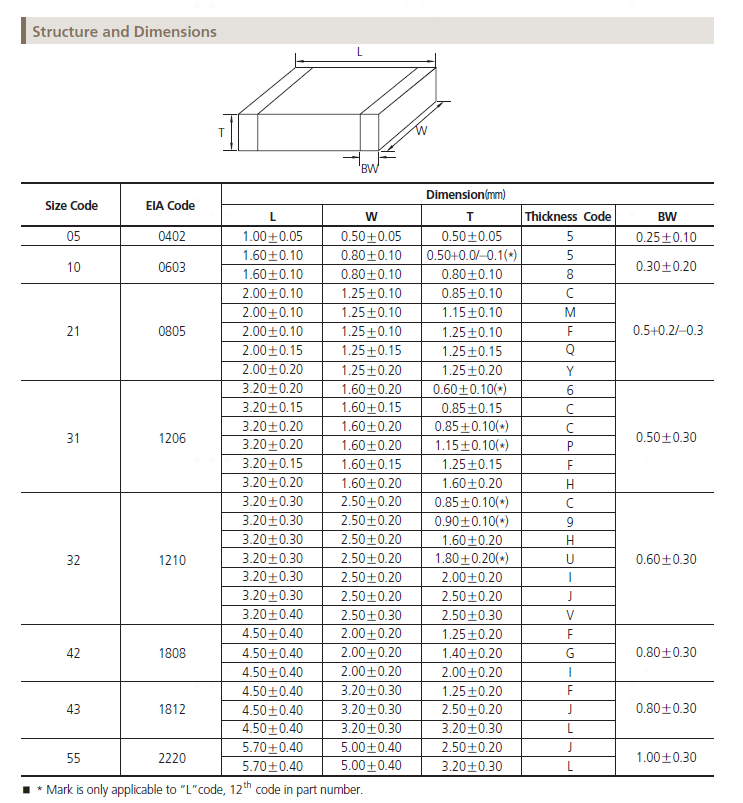 Structure and Dimensions
L
T
W
BW
Size Code EIA Code Dimension(mm)
L W T Thickness Code BW
05 0402 1.00±0.05 0.50±0.05 0.50±0.05 5 0.25±0.10
10 0603 1.60±0.10 0.80±0.10 0.50+0.0/–0.1(*) 5 0.30±0.20
1.60±0.10 0.80±0.10 0.80±0.10 8
21 0805 2.00±0.10 1.25±0.10 0.85±0.10 C 0.5+0.2/–0.3
2.00±0.10 1.25±0.10 1.15±0.10 M
2.00±0.10 1.25±0.10 1.25±0.10 F
2.00±0.15 1.25±0.15 1.25±0.15 Q
2.00±0.20 1.25±0.20 1.25±0.20 Y
31 1206 3.20±0.20 1.60±0.20 0.60±0.10(*) 6 0.50±0.30
3.20±0.15 1.60±0.15 0.85±0.15 C
3.20±0.20 1.60±0.20 0.85±0.10(*) C
3.20±0.20 1.60±0.20 1.15±0.10(*) P
3.20±0.15 1.60±0.15 1.25±0.15 F
3.20±0.20 1.60±0.20 1.60±0.20 H
32 1210 3.20±0.30 2.50±0.20 0.85±0.10(*) C 0.60±0.30
3.20±0.30 2.50±0.20 0.90±0.10(*) 9
3.20±0.30 2.50±0.20 1.60±0.20 H
3.20±0.30 2.50±0.20 1.80±0.20(*) U
3.20±0.30 2.50±0.20 2.00±0.20 I
3.20±0.30 2.50±0.20 2.50±0.20 J
3.20±0.40 2.50±0.30 2.50±0.30 V
42 1808 4.50±0.40 2.00±0.20 1.25±0.20 F 0.80±0.30
4.50±0.40 2.00±0.20 1.40±0.20 G
4.50±0.40 2.00±0.20 2.00±0.20 I
43 1812 4.50±0.40 3.20±0.30 1.25±0.20 F 0.80±0.30
4.50±0.40 3.20±0.30 2.50±0.20 J
4.50±0.40 3.20±0.30 3.20±0.30 L
55 2220 5.70±0.40 5.00±0.40 2.50±0.20 J 1.00±0.30
5.70±0.40 5.00±0.40 3.20±0.30 L
■ * Mark is only applicable to "L"code, 12th code in part number.